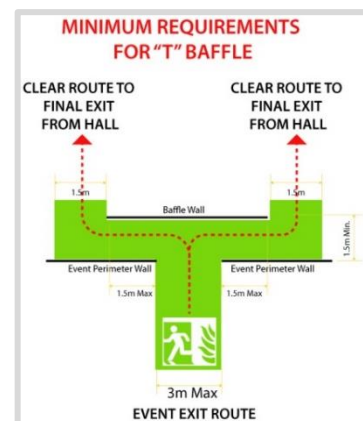 MINIMUM REQUIREMENTS
FOR "T" BAFFLE
CLEAR ROUTE TO
FINAL EXIT
FROM HALL
CLEAR ROUTE TO
FINAL EXIT
FROM HALL
1.5m
1.5m
Baffle Wall
1.5m Min.
Event Perimeter Wall
Event Perimeter Wall
1.5m Max
1.5m Max
3m Max
EVENT EXIT ROUTE